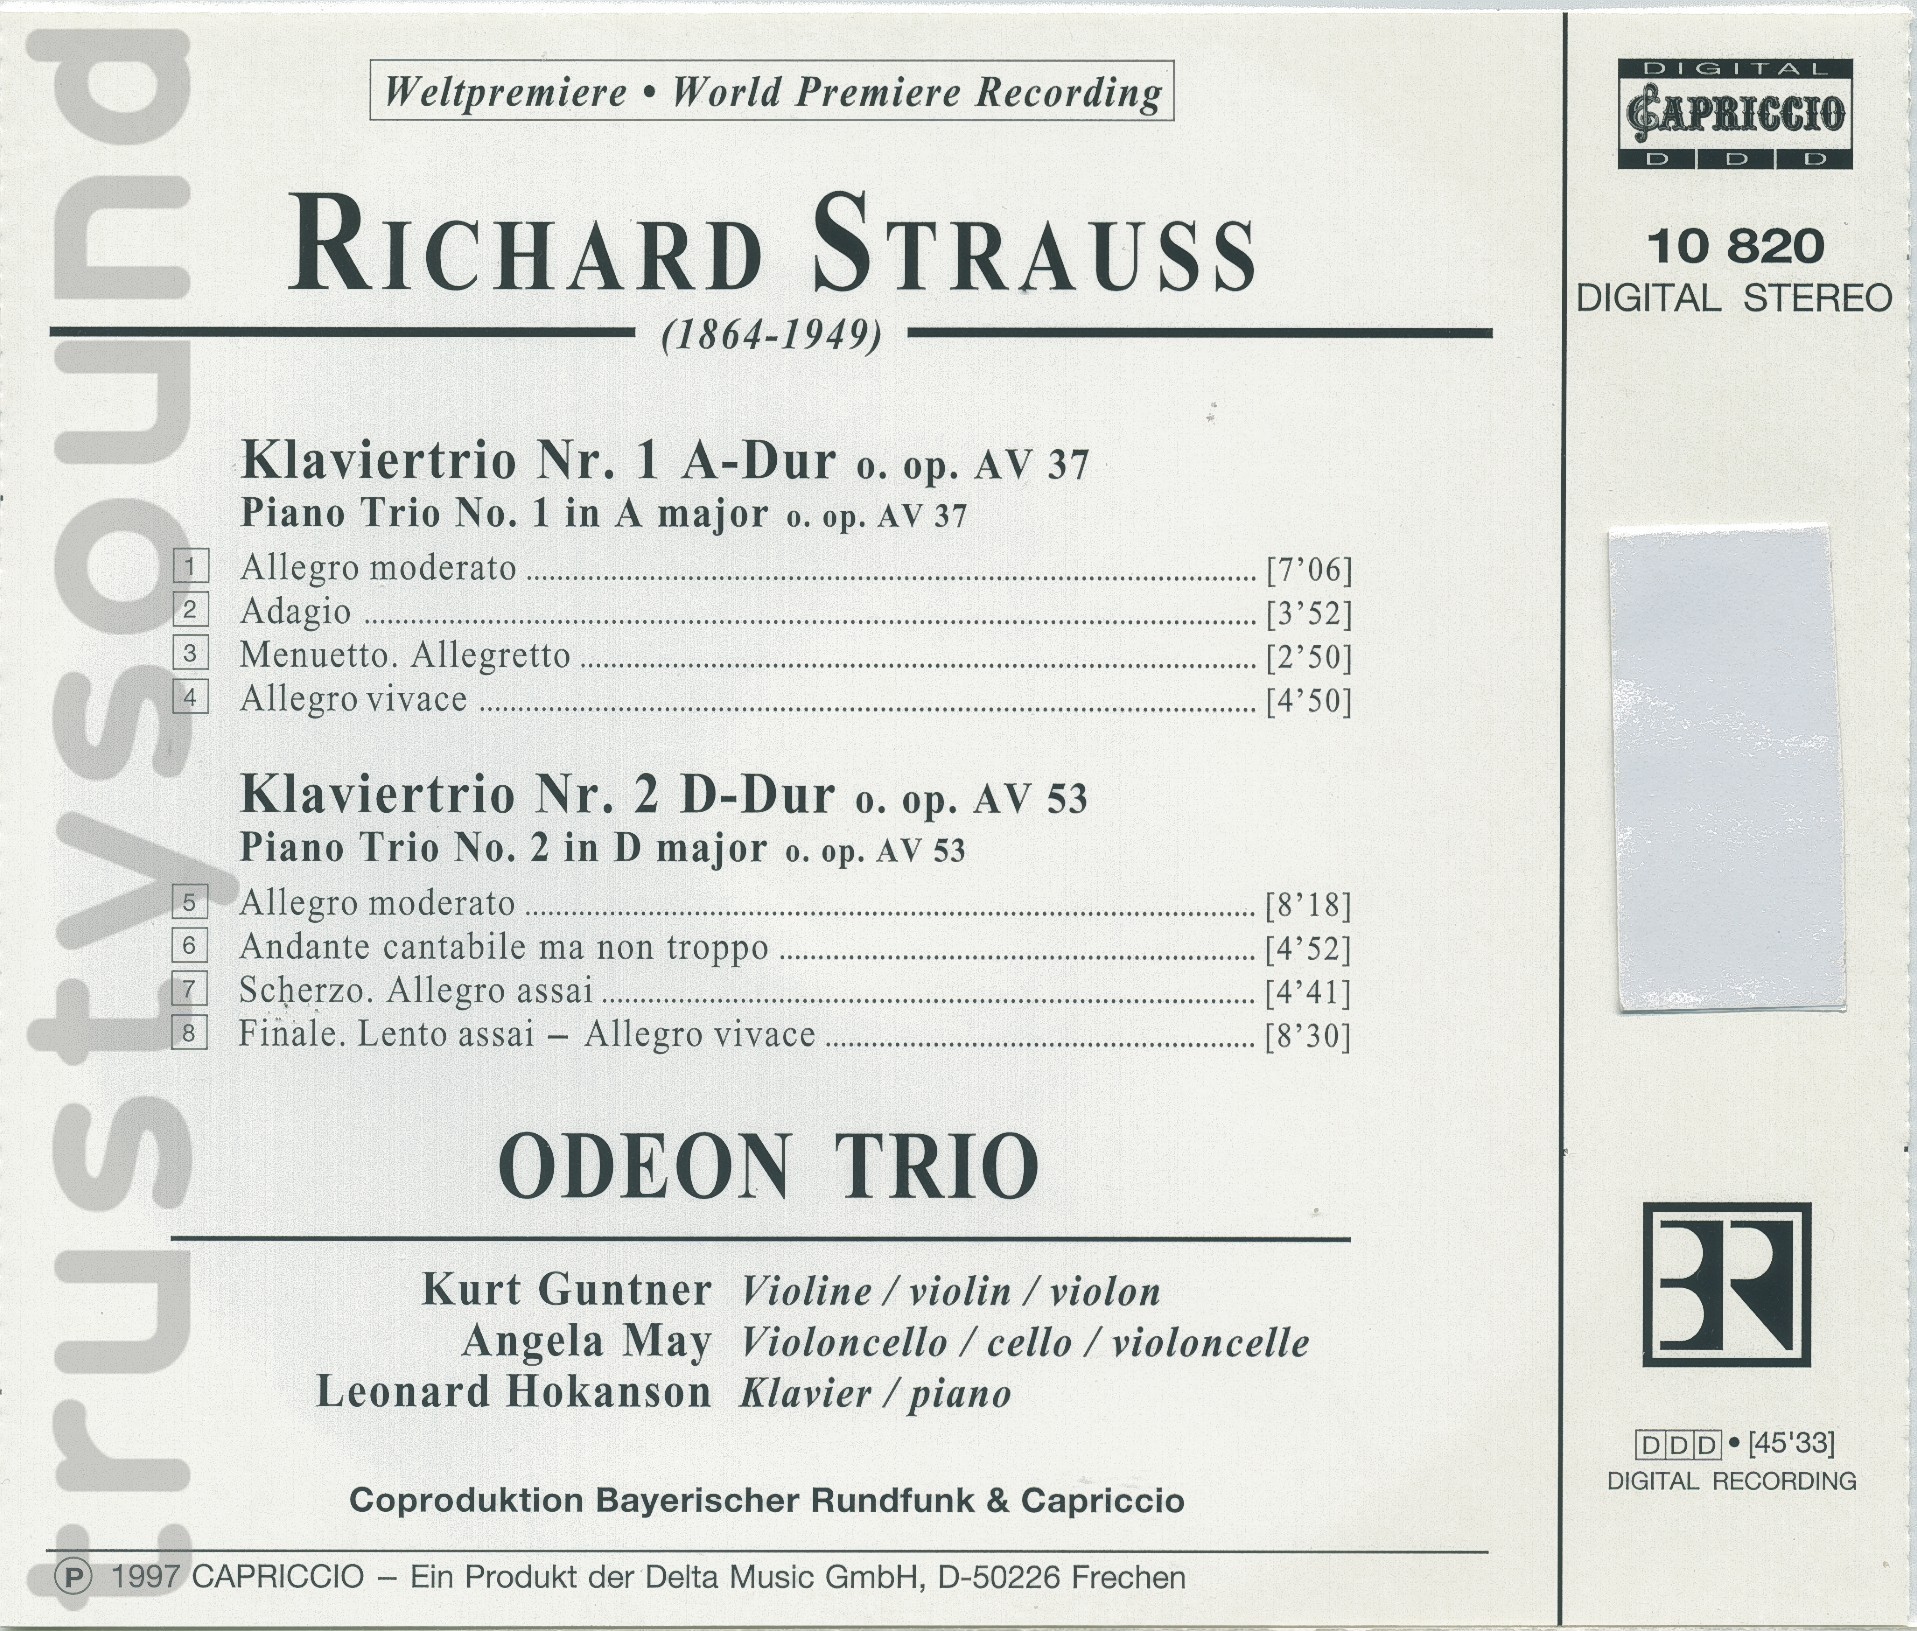 trustysound
Weltpremiere • World Premiere Recording
RICHARD STRAUSS
(1864-1949)
Klaviertrio Nr. 1 A-Dur o. op. AV 37
Piano Trio No. 1 in A major o. op. AV 37
1 Allegro moderato [7’06]
2 Adagio [3’52]
3 Menuetto. Allegretto [2’50]
4 Allegro vivace [4’50]
Klaviertrio Nr. 2 D-Dur o. op. AV 53
Piano Trio No. 2 in D major o. op. AV 53
5 Allegro moderato [8’18]
6 Andante cantabile ma non troppo [4’52]
7 Scherzo. Allegro assai [4’41]
8 Finale. Lento assai – Allegro vivace [8’30]
ODEON TRIO
Kurt Guntner Violine / violin / violon
Angela May Violoncello / cello / violoncelle
Leonard Hokanson Klavier / piano
Coproduktion Bayerischer Rundfunk & Capriccio
Ⓟ 1997 CAPRICCIO – Ein Produkt der Delta Music GmbH, D-50226 Frechen
DIGITAL
CAPRICCIO
D D D
10 820
DIGITAL STEREO
BR
DDD • [45'33]
DIGITAL RECORDING